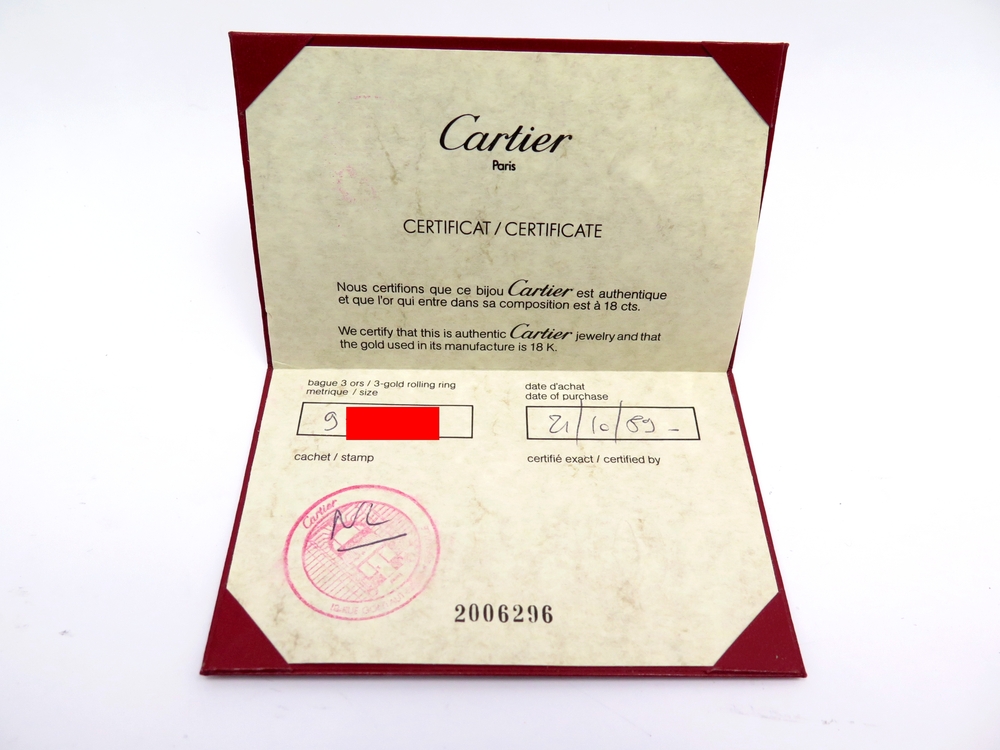 Cartier
Paris
CERTIFICAT / CERTIFICATE
Nous certifions que ce bijou Cartier est authentique
et que l'or qui entre dans sa composition est à 18 cts.
We certify that this is authentic Cartier jewelry and that
the gold used in its manufacture is 18 K.
bague 3 ors / 3-gold rolling ring
metrique / size
9
date d'achat
date of purchase
21/10/89 -
cachet / stamp
certifié exact / certified by
Cartier
2006296